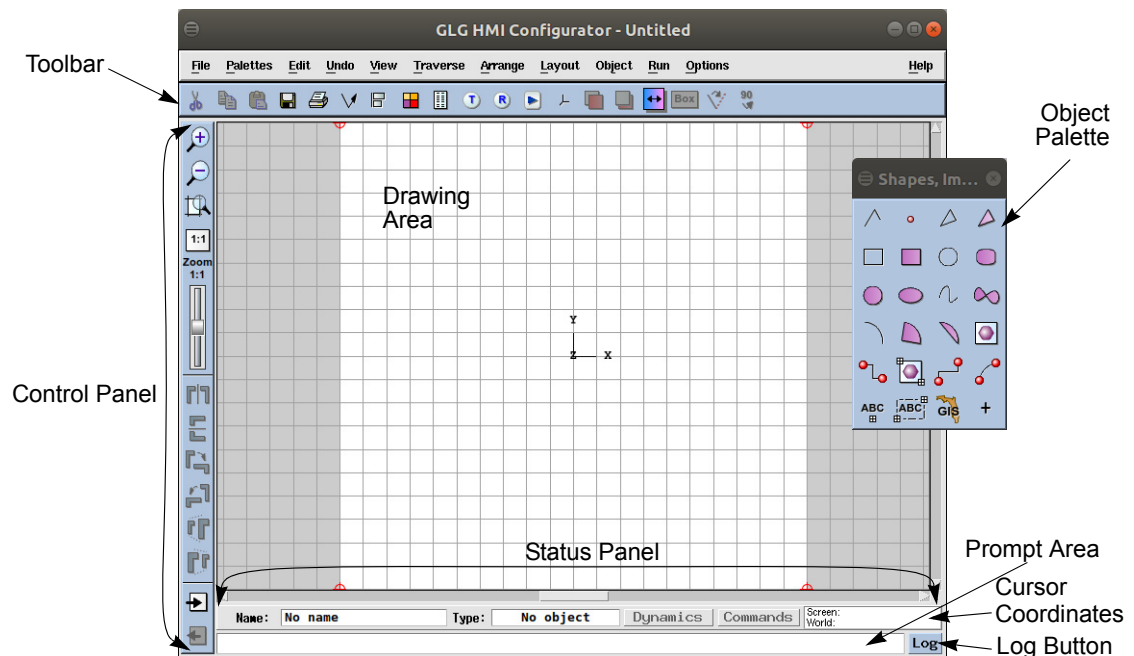 GLG HMI Configurator - Untitled
File Palettes Edit Undo View Traverse Arrange Layout Object Run Options Help
Toolbar
T R Box 90
Object
Palette
Shapes, Im...
Drawing
Area
1:1
Zoom
1:1
Y
Z X
Control Panel
ABC ABC GIS +
Status Panel
Prompt Area
Cursor
Coordinates
Name: No name Type: No object Dynamics Commands Screen:
World:
Log
Log Button